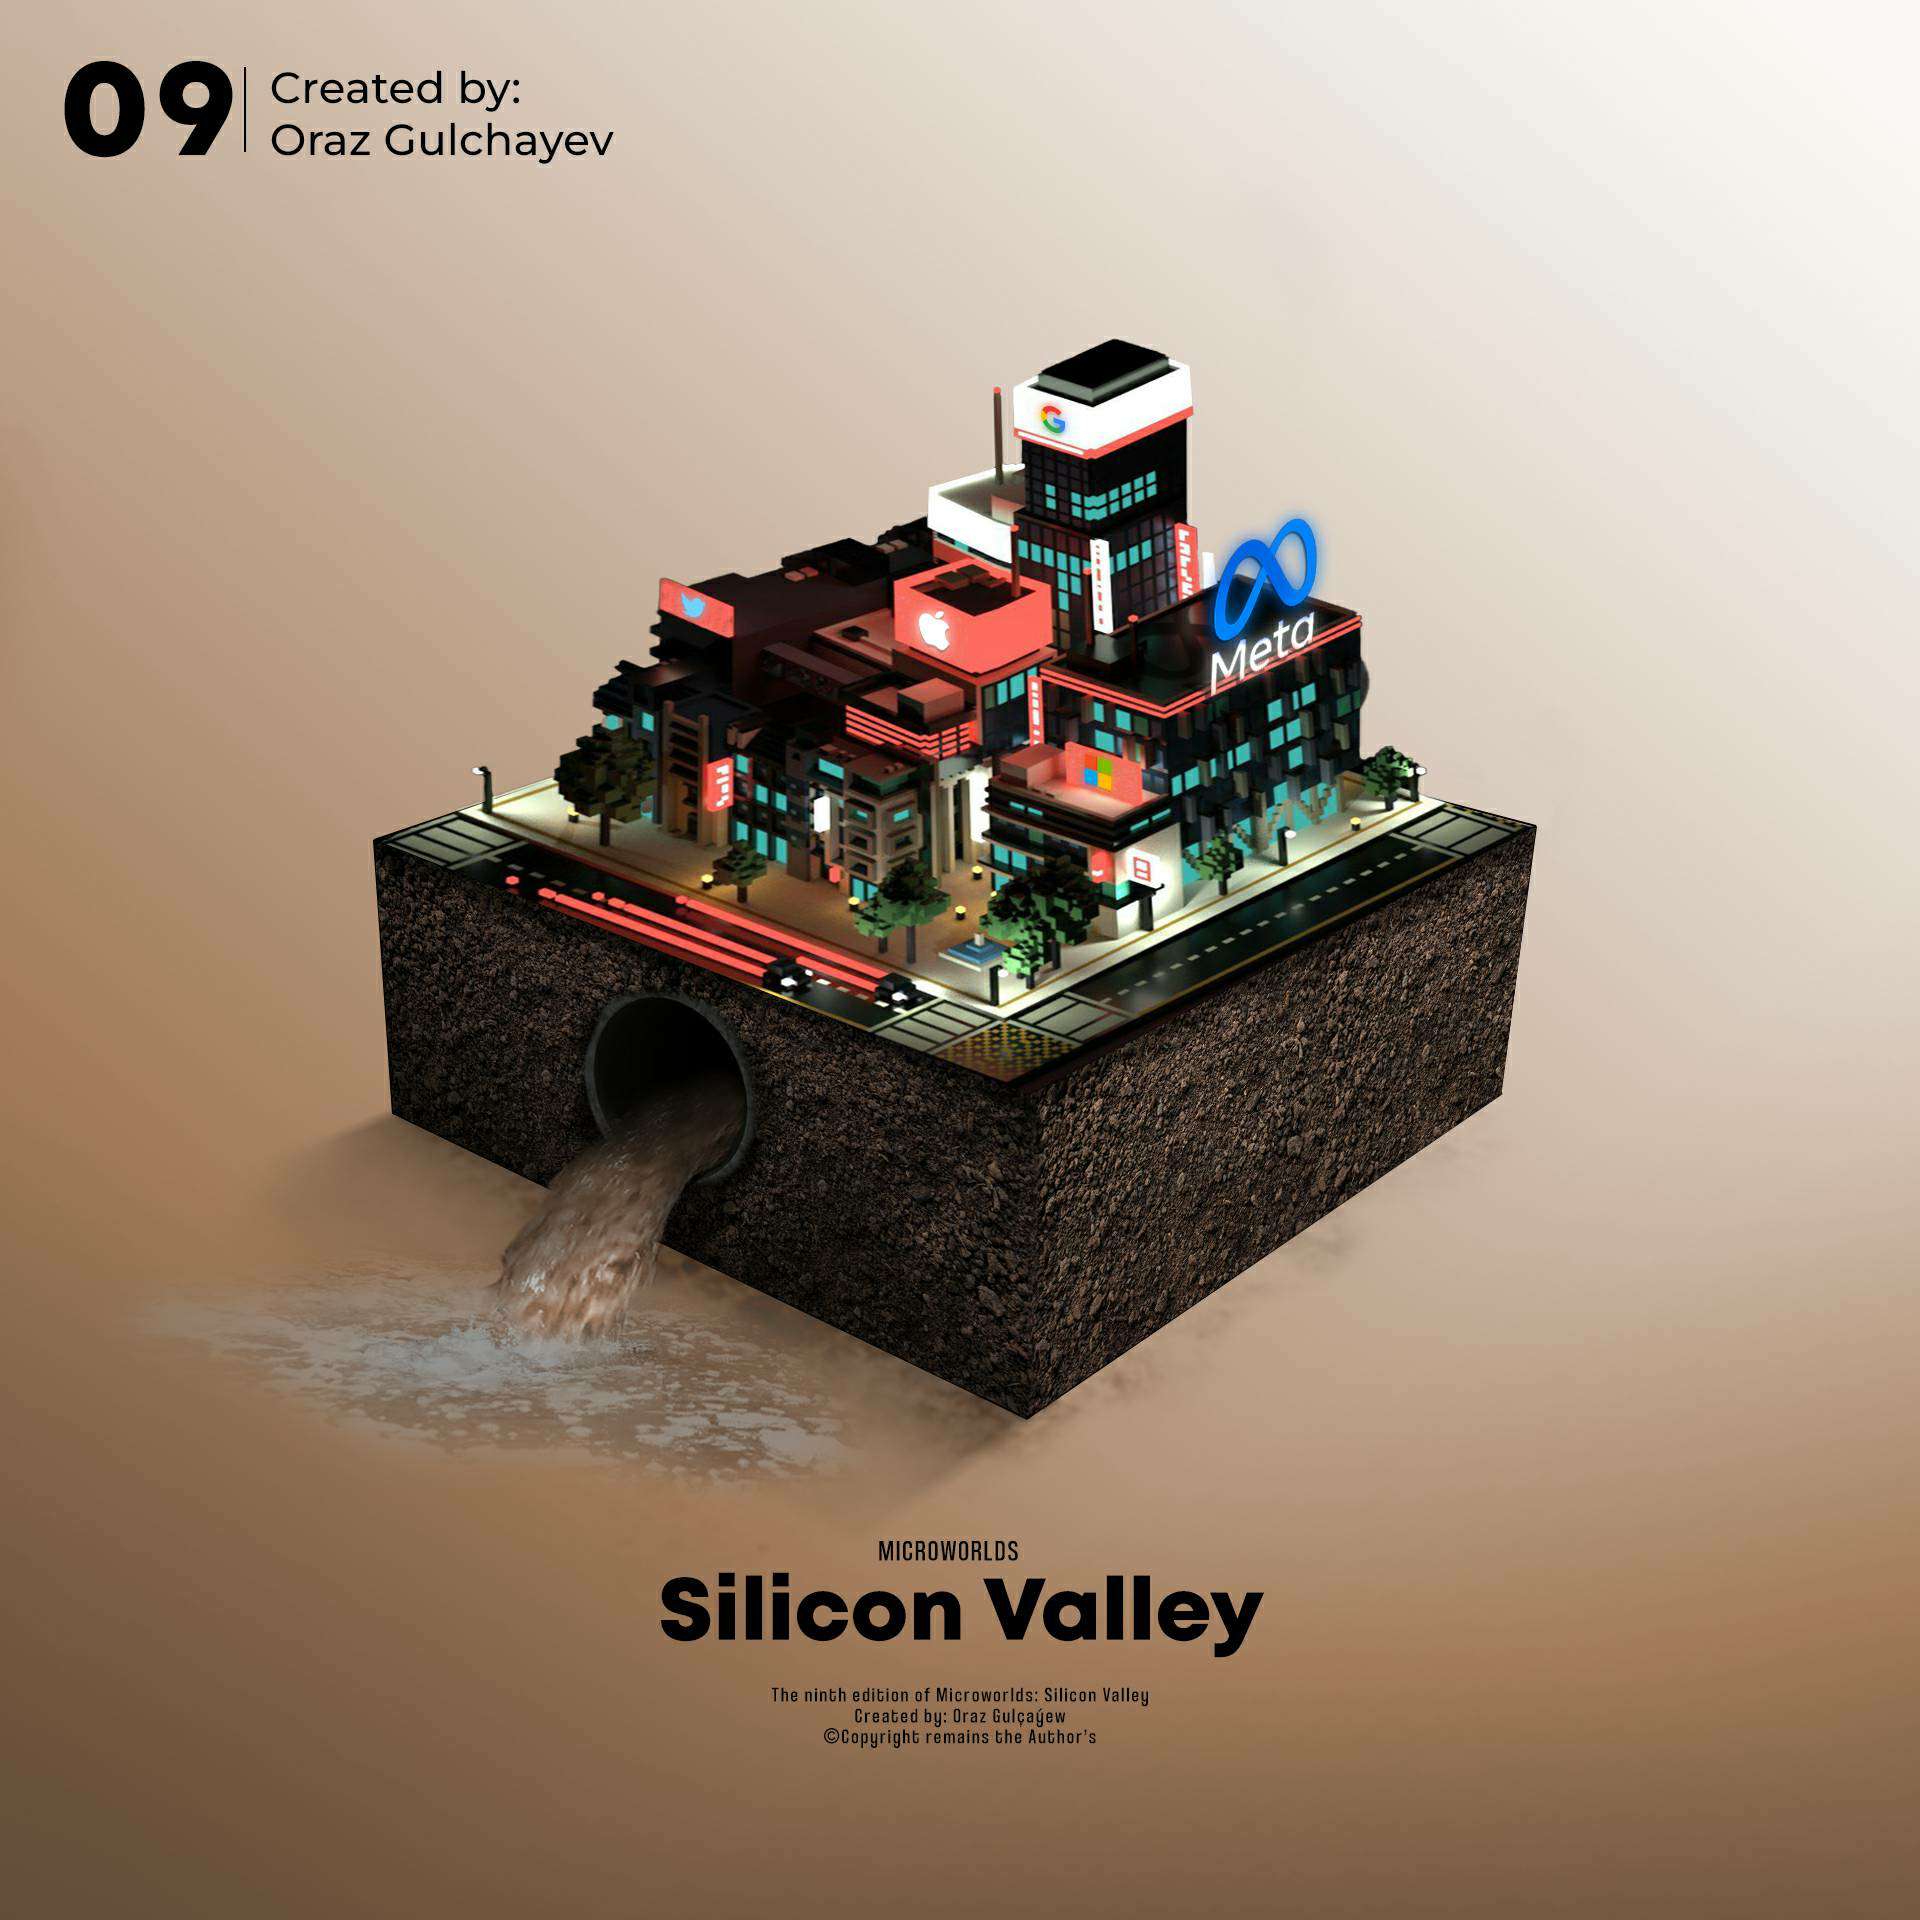 09
Created by:
Oraz Gulchayev
G
Meta
MICROWORLDS
Silicon Valley
The ninth edition of Microworlds: Silicon Valley
Created by: Oraz Gulçaýew
©Copyright remains the Author's